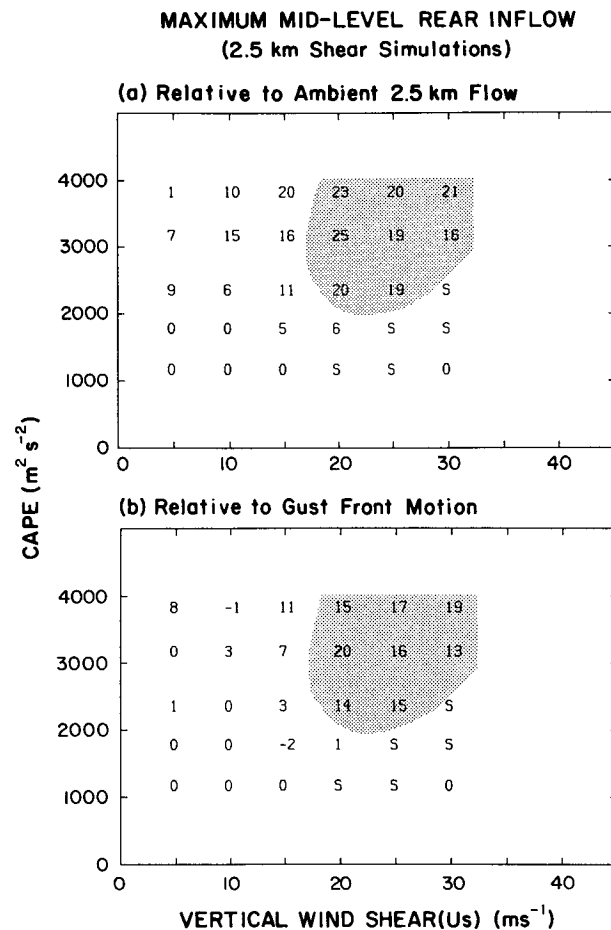 MAXIMUM MID-LEVEL REAR INFLOW
(2.5 km Shear Simulations)
(a) Relative to Ambient 2.5 km Flow
4000
1 10 20 23 20 21
3000
7 15 16 25 19 16
9 6 11 20 19 S
2000
0 0 5 6 S S
1000
0 0 0 S S 0
0
0 10 20 30 40
(b) Relative to Gust Front Motion
CAPE (m² s⁻²)
4000
8 -1 11 15 17 19
3000
0 3 7 20 16 13
1 0 3 14 15 S
2000
0 0 -2 1 S S
1000
0 0 0 S S 0
0
0 10 20 30 40
VERTICAL WIND SHEAR(Us) (ms⁻¹)